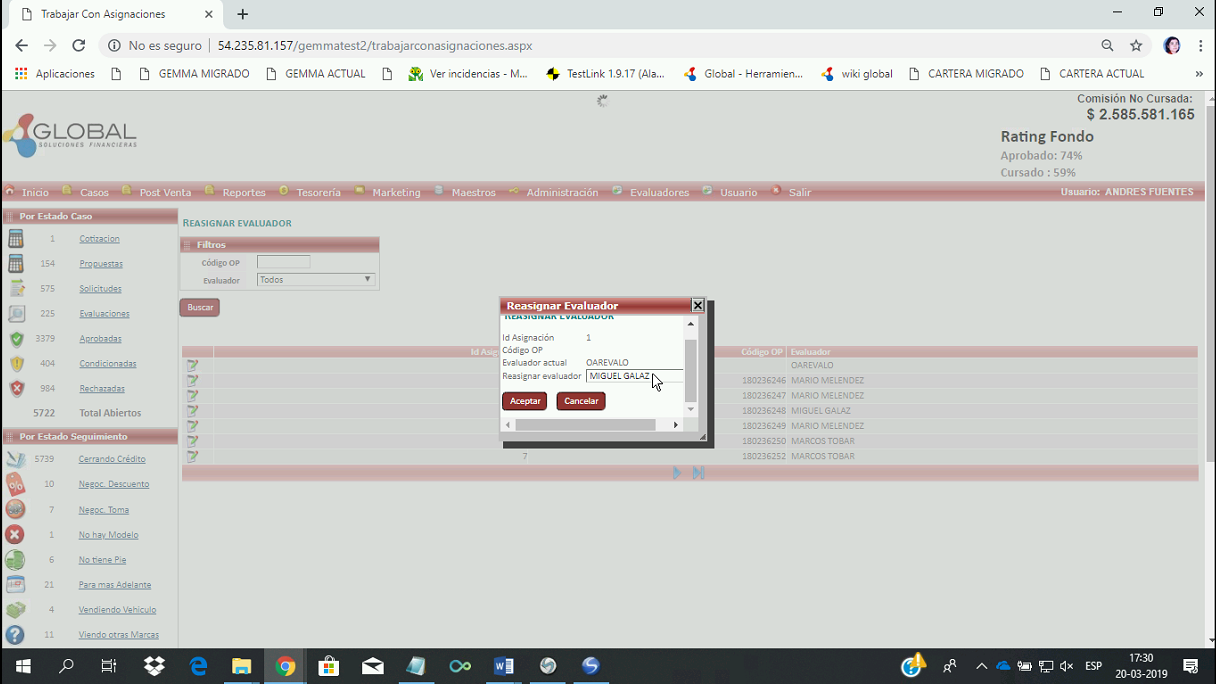 Trabajar Con Asignaciones
No es seguro | 54.235.81.157/gemmatest2/trabajarconasignaciones.aspx
Aplicaciones GEMMA MIGRADO GEMMA ACTUAL Ver incidencias - M... TestLink 1.9.17 (Ala... Global - Herramien... wiki global CARTERA MIGRADO CARTERA ACTUAL »
GLOBAL
SOLUCIONES FINANCIERAS
Comisión No Cursada:
$ 2.585.581.165
Rating Fondo
Aprobado: 74%
Cursado : 59%
Inicio Casos Post Venta Reportes Tesorería Marketing Maestros Administración Evaluadores Usuario Salir Usuario: ANDRES FUENTES
Por Estado Caso
1 Cotizacion
154 Propuestas
575 Solicitudes
225 Evaluaciones
3379 Aprobadas
404 Condicionadas
984 Rechazadas
5722 Total Abiertos
Por Estado Seguimiento
5739 Cerrando Crédito
10 Negoc. Descuento
7 Negoc. Toma
1 No hay Modelo
6 No tiene Pie
21 Para mas Adelante
4 Vendiendo Vehiculo
11 Viendo otras Marcas
REASIGNAR EVALUADOR
Filtros
Código OP
Evaluador Todos
Buscar
Id Asig
Código OP Evaluador
OAREVALO
180236246 MARIO MELENDEZ
180236247 MARIO MELENDEZ
180236248 MIGUEL GALAZ
180236249 MARIO MELENDEZ
180236250 MARCOS TOBAR
7 180236252 MARCOS TOBAR
Reasignar Evaluador
REASIGNAR EVALUADOR
Id Asignación 1
Código OP
Evaluador actual OAREVALO
Reasignar evaluador MIGUEL GALAZ
Aceptar Cancelar
ESP
17:30
20-03-2019